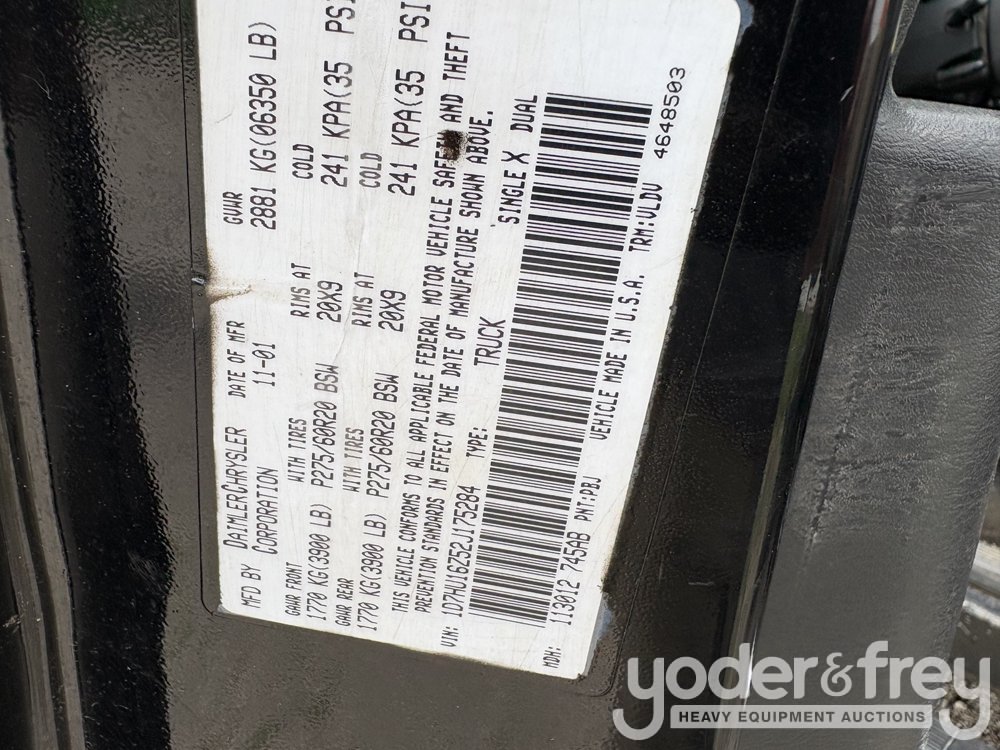 MFD BY DAIMLERCHRYSLER CORPORATION DATE OF MFR 11-01 GVWR 2881 KG(06350 LB)
GAWR FRONT WITH TIRES RIMS AT COLD
1770 KG(3900 LB) P275/60R20 BSW 20X9 241 KPA(35 PSI
GAWR REAR WITH TIRES RIMS AT COLD
1770 KG(3900 LB) P275/60R20 BSW 20X9 241 KPA(35 PSI
THIS VEHICLE CONFORMS TO ALL APPLICABLE FEDERAL MOTOR VEHICLE SAFETY AND THEFT
PREVENTION STANDARDS IN EFFECT ON THE DATE OF MANUFACTURE SHOWN ABOVE.
VIN: 1D7HU16Z52J175284 TYPE: TRUCK SINGLE X DUAL
MDH: 113012 745AB PNT:PBJ VEHICLE MADE IN U.S.A. TRM:VLDU 4648503
yoder&frey
HEAVY EQUIPMENT AUCTIONS